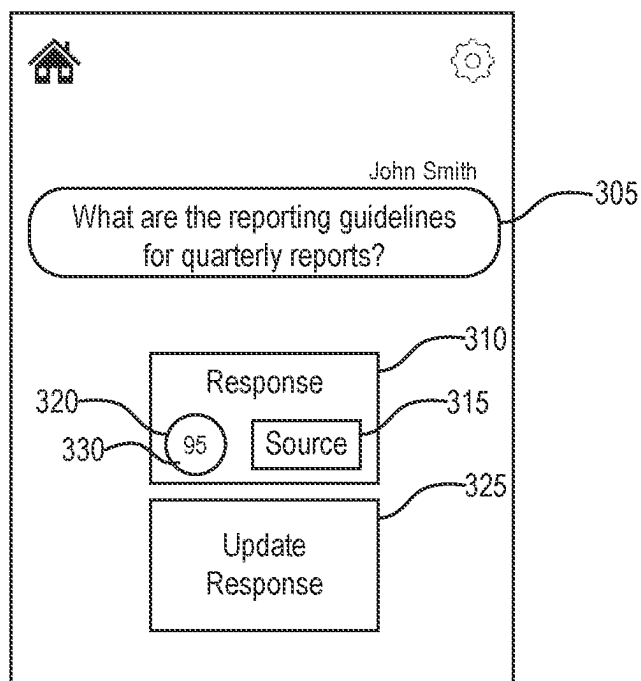 John Smith
What are the reporting guidelines
for quarterly reports?
305
310
Response
320
315
330
95
Source
325
Update
Response